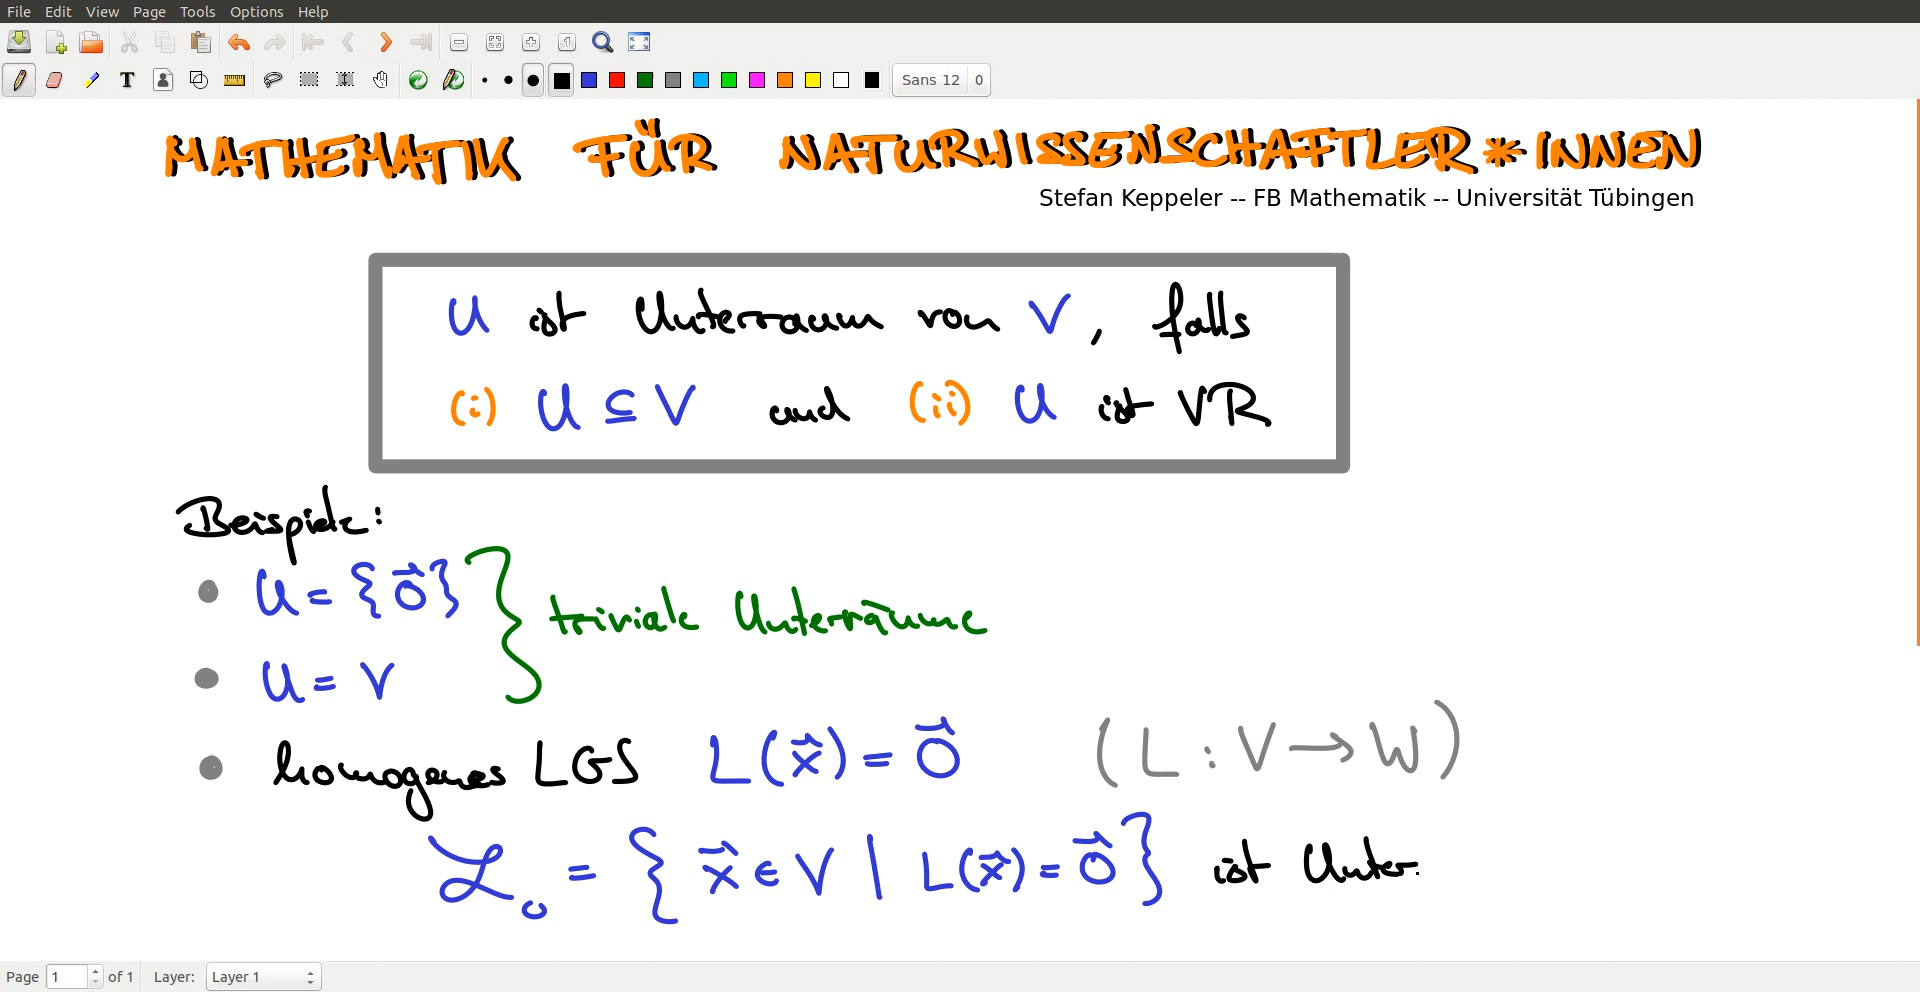 File Edit View Page Tools Options Help
Sans 12 0
MATHEMATIK FÜR NATURWISSENSCHAFTLER*INNEN
Stefan Keppeler -- FB Mathematik -- Universität Tübingen
U ist Unterraum von V, falls
(i) U ⊆ V und (ii) U ist VR
Beispiele:
• U = {0⃗}
triviale Unterräume
• U = V
• homogenes LGS L(x⃗) = 0⃗ (L : V → W)
ℒ₀ = { x⃗ ∈ V | L(x⃗) = 0⃗ } ist Unter
Page 1 of 1 Layer: Layer 1